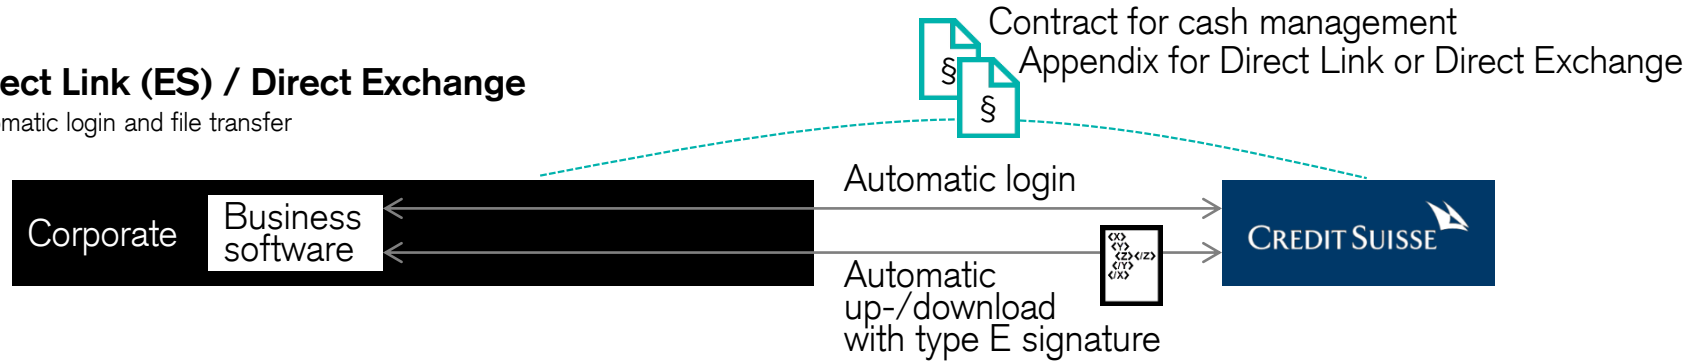 Contract for cash management
Appendix for Direct Link or Direct Exchange
§
§
ect Link (ES) / Direct Exchange
matic login and file transfer
Automatic login
Corporate
Business
software
CREDIT SUISSE
<X>
<Y>
<Z></Z>
</Y>
</X>
Automatic
up-/download
with type E signature